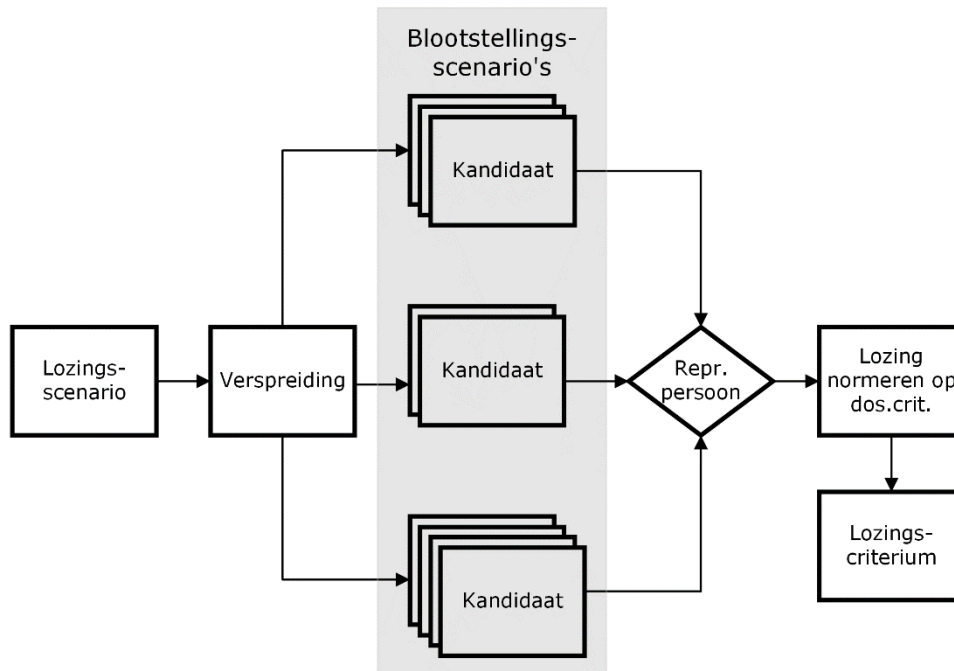 Blootstellings-
scenario's
Kandidaat
Lozings-
scenario
Verspreiding
Kandidaat
Repr.
persoon
Lozing
normeren op
dos.crit.
Lozings-
criterium
Kandidaat